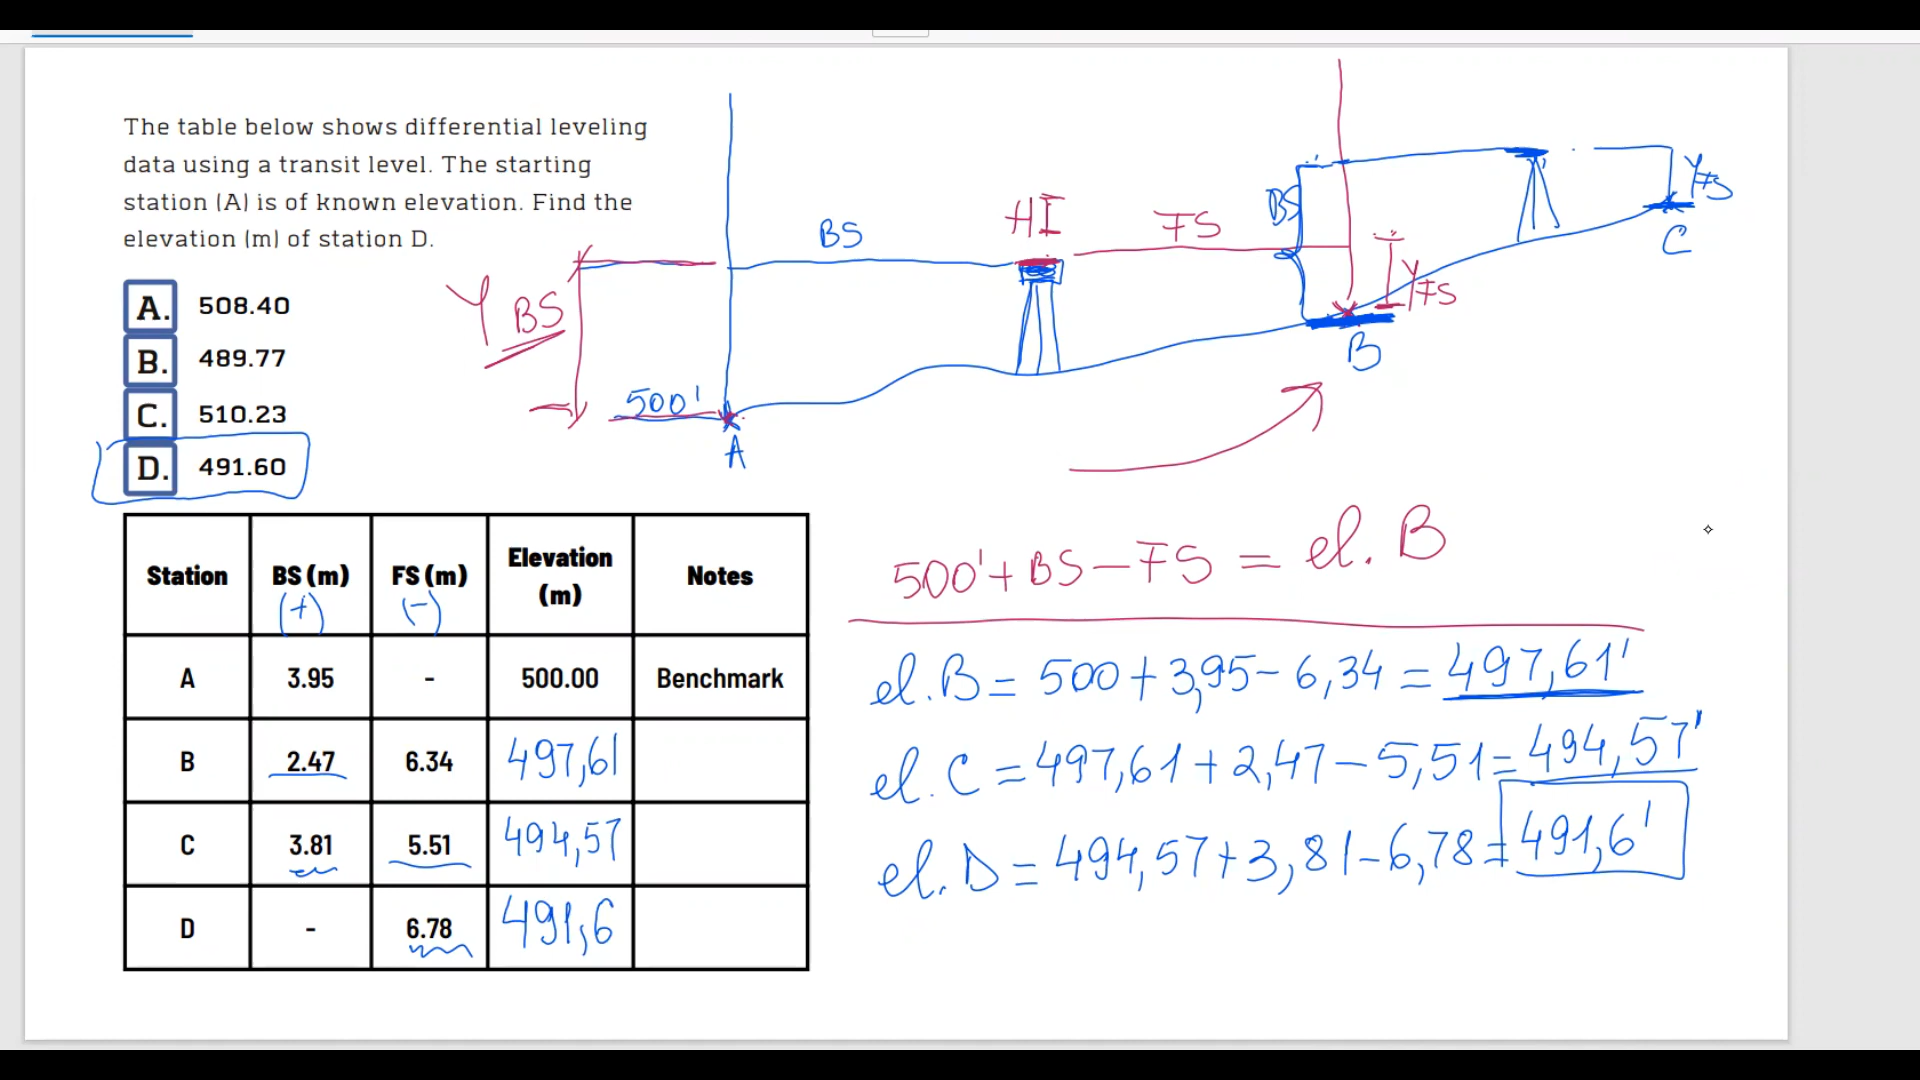 The table below shows differential leveling
data using a transit level. The starting
station (A) is of known elevation. Find the
elevation (m) of station D.
A. 508.40
B. 489.77
C. 510.23
D. 491.60
Y BS
500'
A
BS
HI
FS
BS
Y FS
B
Y FS
C
Station BS (m) FS (m) Elevation (m) Notes
(+) (-)
A 3.95 - 500.00 Benchmark
B 2.47 6.34 497,61
C 3.81 5.51 494,57
D - 6.78 491,6
500' + BS - FS = el. B
el. B = 500 + 3,95 - 6,34 = 497,61'
el. C = 497,61 + 2,47 - 5,51 = 494,57'
el. D = 494,57 + 3,81 - 6,78 = 491,6'